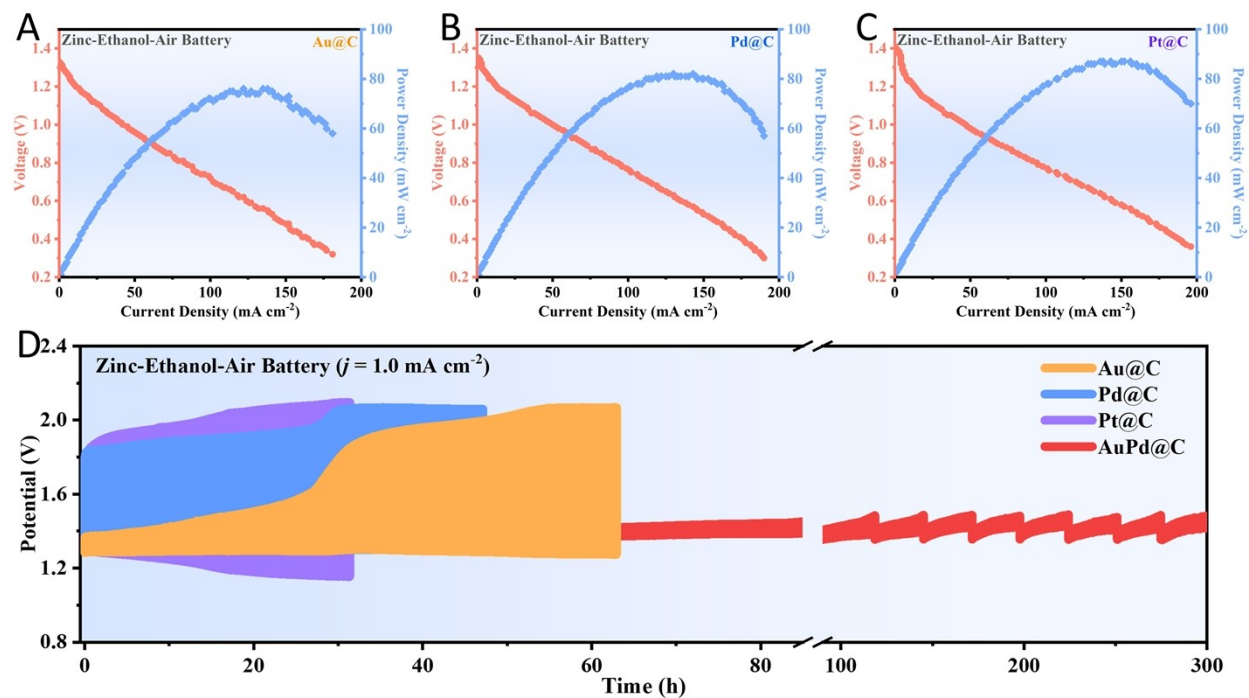 A
Zinc-Ethanol-Air Battery
Au@C
Voltage (V)
1.4
1.2
1.0
0.8
0.6
0.4
0.2
0 50 100 150 200
Current Density (mA cm⁻²)
100
80
60
40
20
0
Power Density (mW cm⁻²)
B
Zinc-Ethanol-Air Battery
Pd@C
Voltage (V)
1.4
1.2
1.0
0.8
0.6
0.4
0.2
0 50 100 150 200
Current Density (mA cm⁻²)
100
80
60
40
20
0
Power Density (mW cm⁻²)
C
Zinc-Ethanol-Air Battery
Pt@C
Voltage (V)
1.4
1.2
1.0
0.8
0.6
0.4
0.2
0 50 100 150 200
Current Density (mA cm⁻²)
100
80
60
40
20
0
Power Density (mW cm⁻²)
D
Zinc-Ethanol-Air Battery (j = 1.0 mA cm⁻²)
Au@C
Pd@C
Pt@C
AuPd@C
Potential (V)
2.4
2.0
1.6
1.2
0.8
0 20 40 60 80 100 200 300
Time (h)